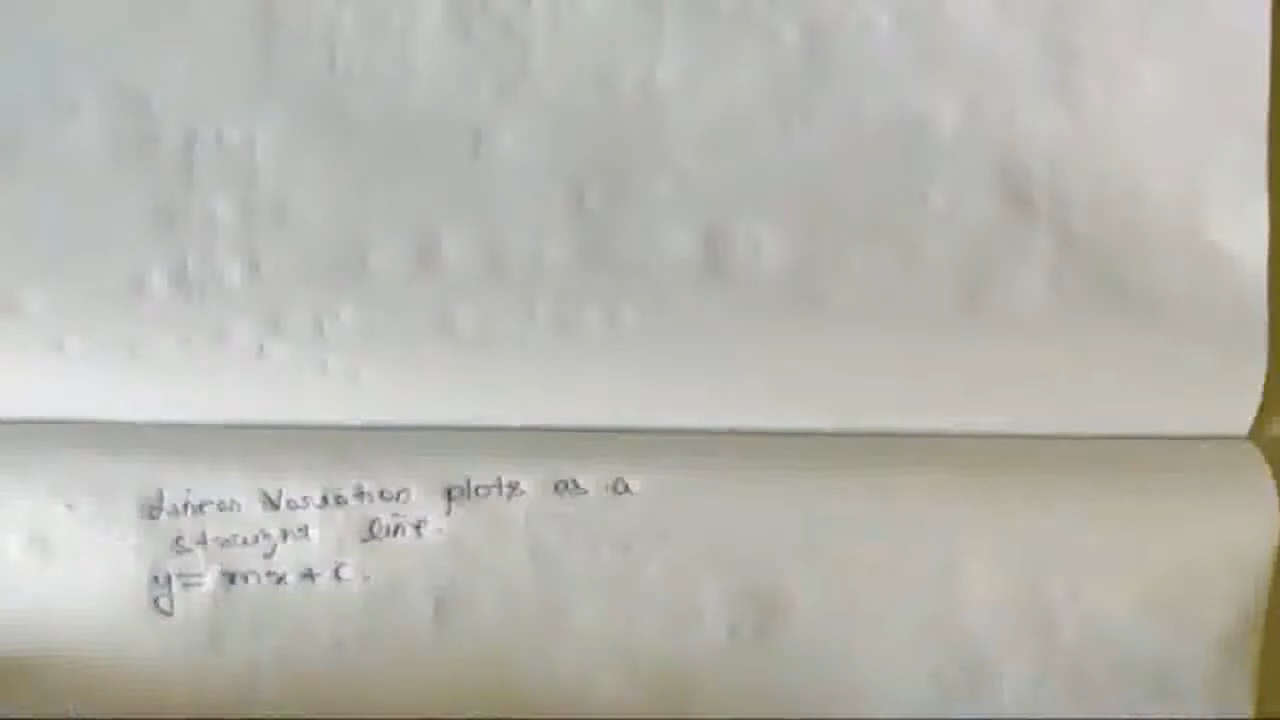 Variation plots as a
straight line.
y = mx + c.